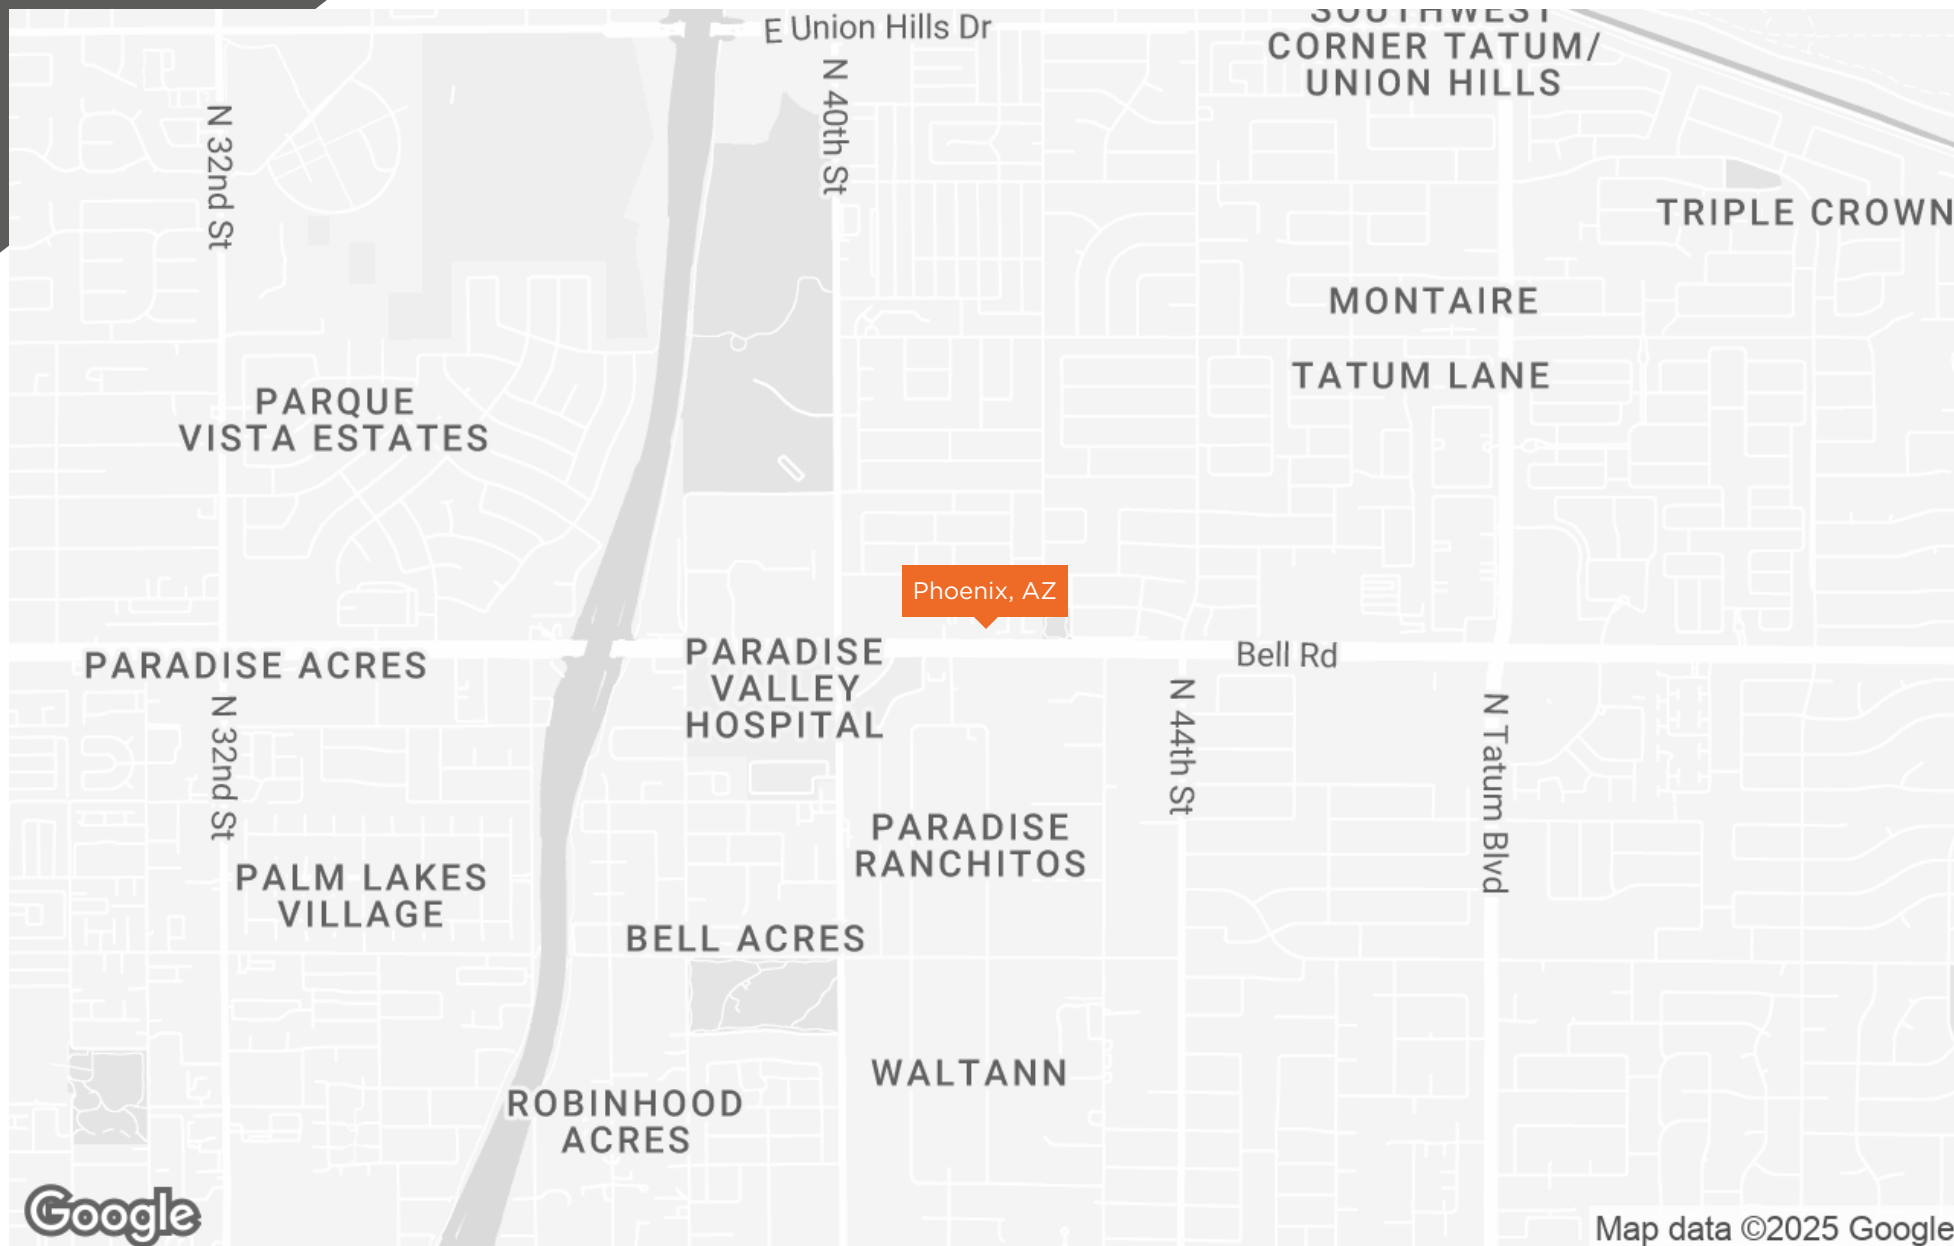 E Union Hills Dr
SOUTHWEST
CORNER TATUM/
UNION HILLS
N 32nd St
N 40th St
TRIPLE CROWN
MONTAIRE
TATUM LANE
PARQUE
VISTA ESTATES
Phoenix, AZ
PARADISE ACRES
PARADISE
VALLEY
HOSPITAL
Bell Rd
N 32nd St
N 44th St
N Tatum Blvd
PARADISE
RANCHITOS
PALM LAKES
VILLAGE
BELL ACRES
WALTANN
ROBINHOOD
ACRES
Google
Map data ©2025 Google